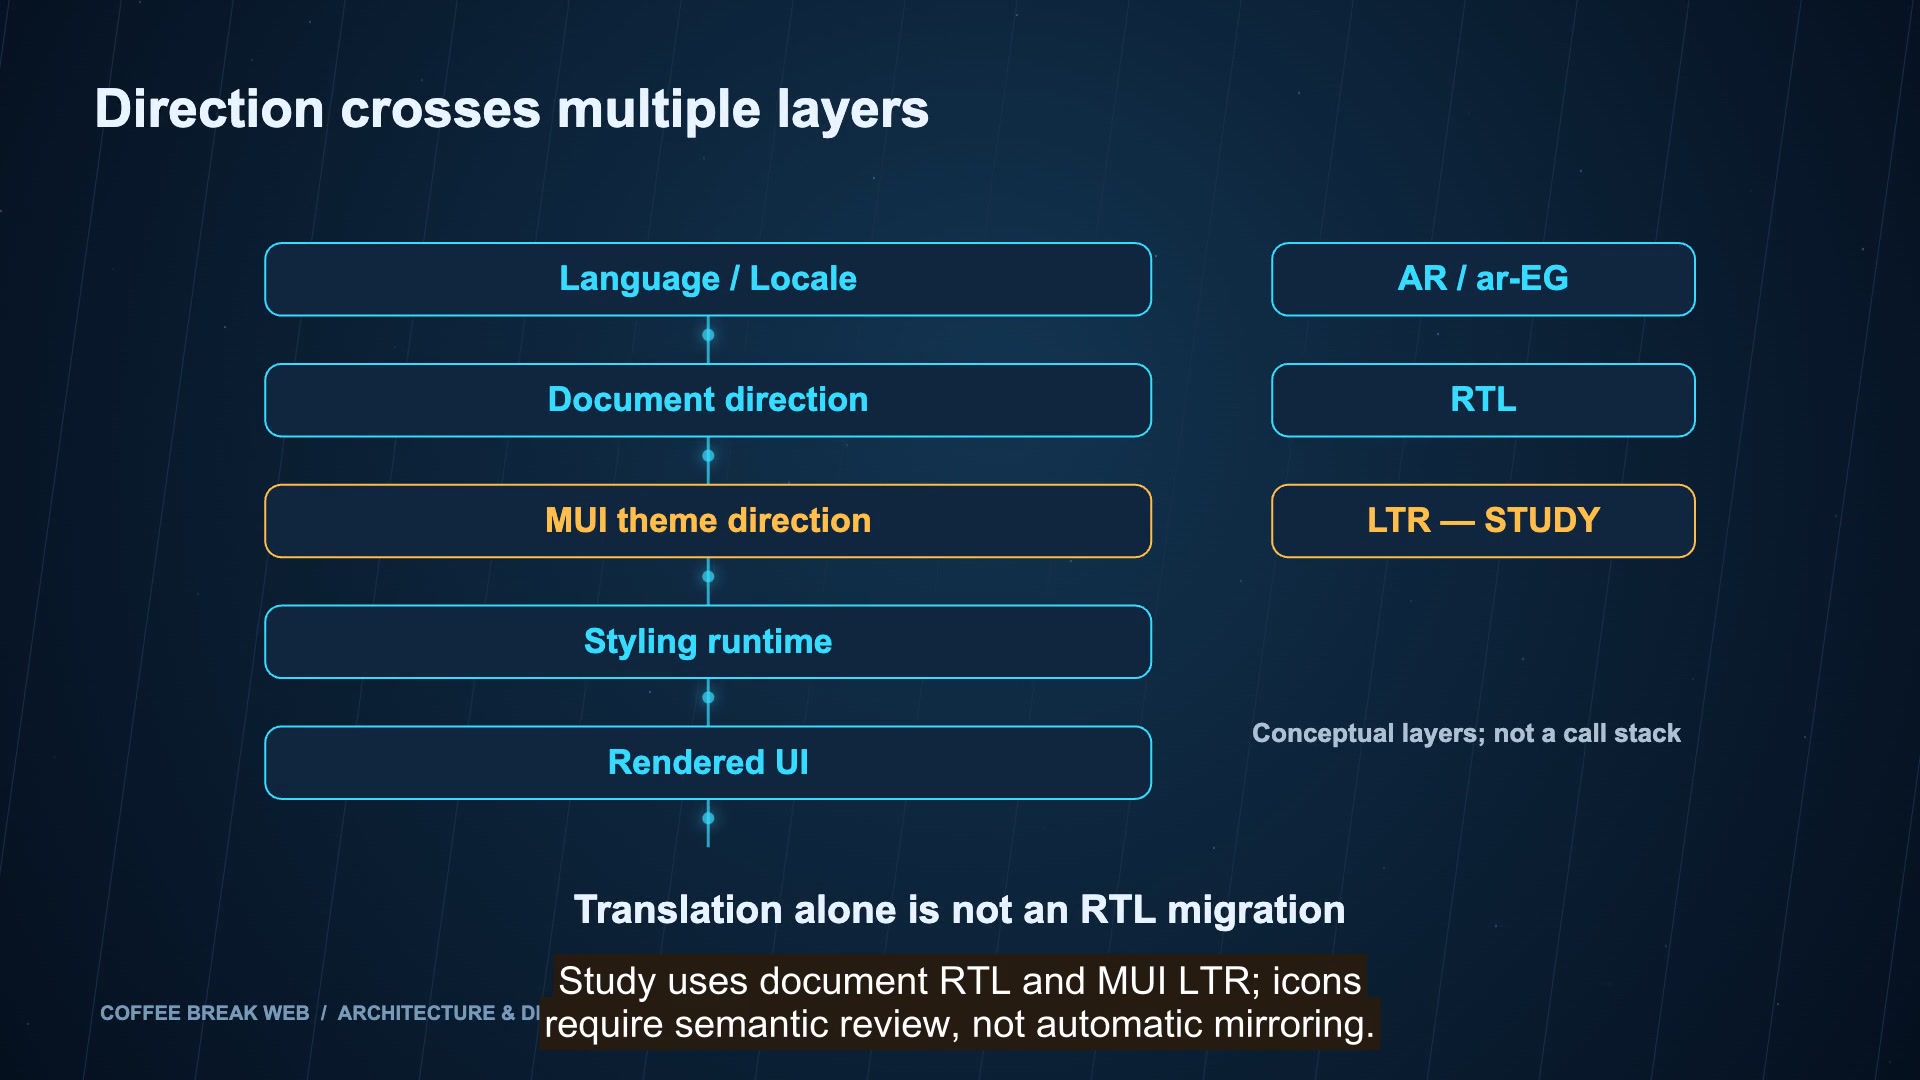 Direction crosses multiple layers
Language / Locale
AR / ar-EG
Document direction
RTL
MUI theme direction
LTR — STUDY
Styling runtime
Rendered UI
Conceptual layers; not a call stack
Translation alone is not an RTL migration
Study uses document RTL and MUI LTR; icons
require semantic review, not automatic mirroring.
COFFEE BREAK WEB / ARCHITECTURE &